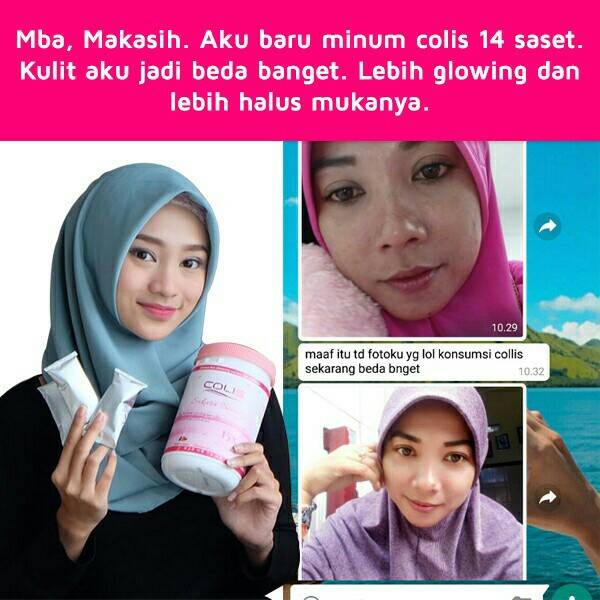 Mba, Makasih. Aku baru minum colis 14 saset.
Kulit aku jadi beda banget. Lebih glowing dan
lebih halus mukanya.
10.29
maaf itu td fotoku yg lol konsumsi collis
sekarang beda bnget
10.32
COLIS